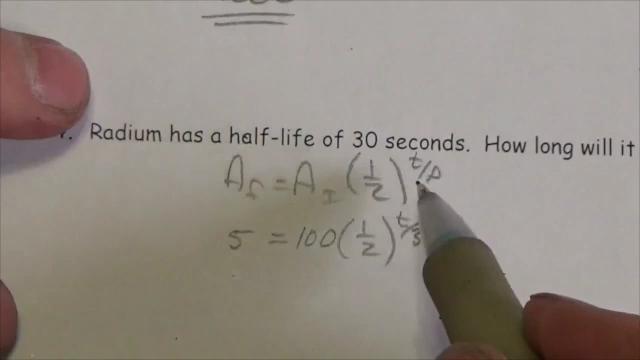 Radium has a half-life of 30 seconds. How long will it
A_f = A_I (1/2)^t/p
5 = 100 (1/2)^t/3